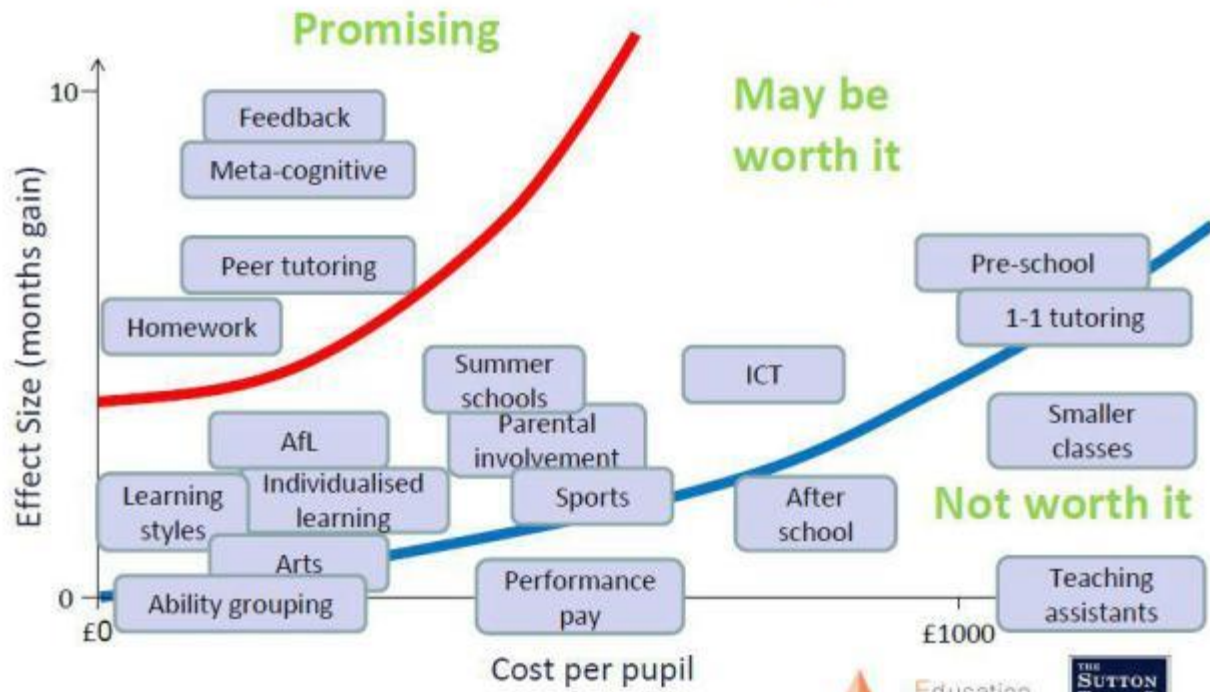 Promising
May be
worth it
10
Feedback
Meta-cognitive
Peer tutoring
Homework
Pre-school
1-1 tutoring
Summer
schools
ICT
Parental
involvement
AfL
Smaller
classes
Learning
styles
Individualised
learning
Sports
After
school
Not worth it
Arts
Ability grouping
Performance
pay
Teaching
assistants
Effect Size (months gain)
0
£0
£1000
Cost per pupil
Education
THE
SUTTON